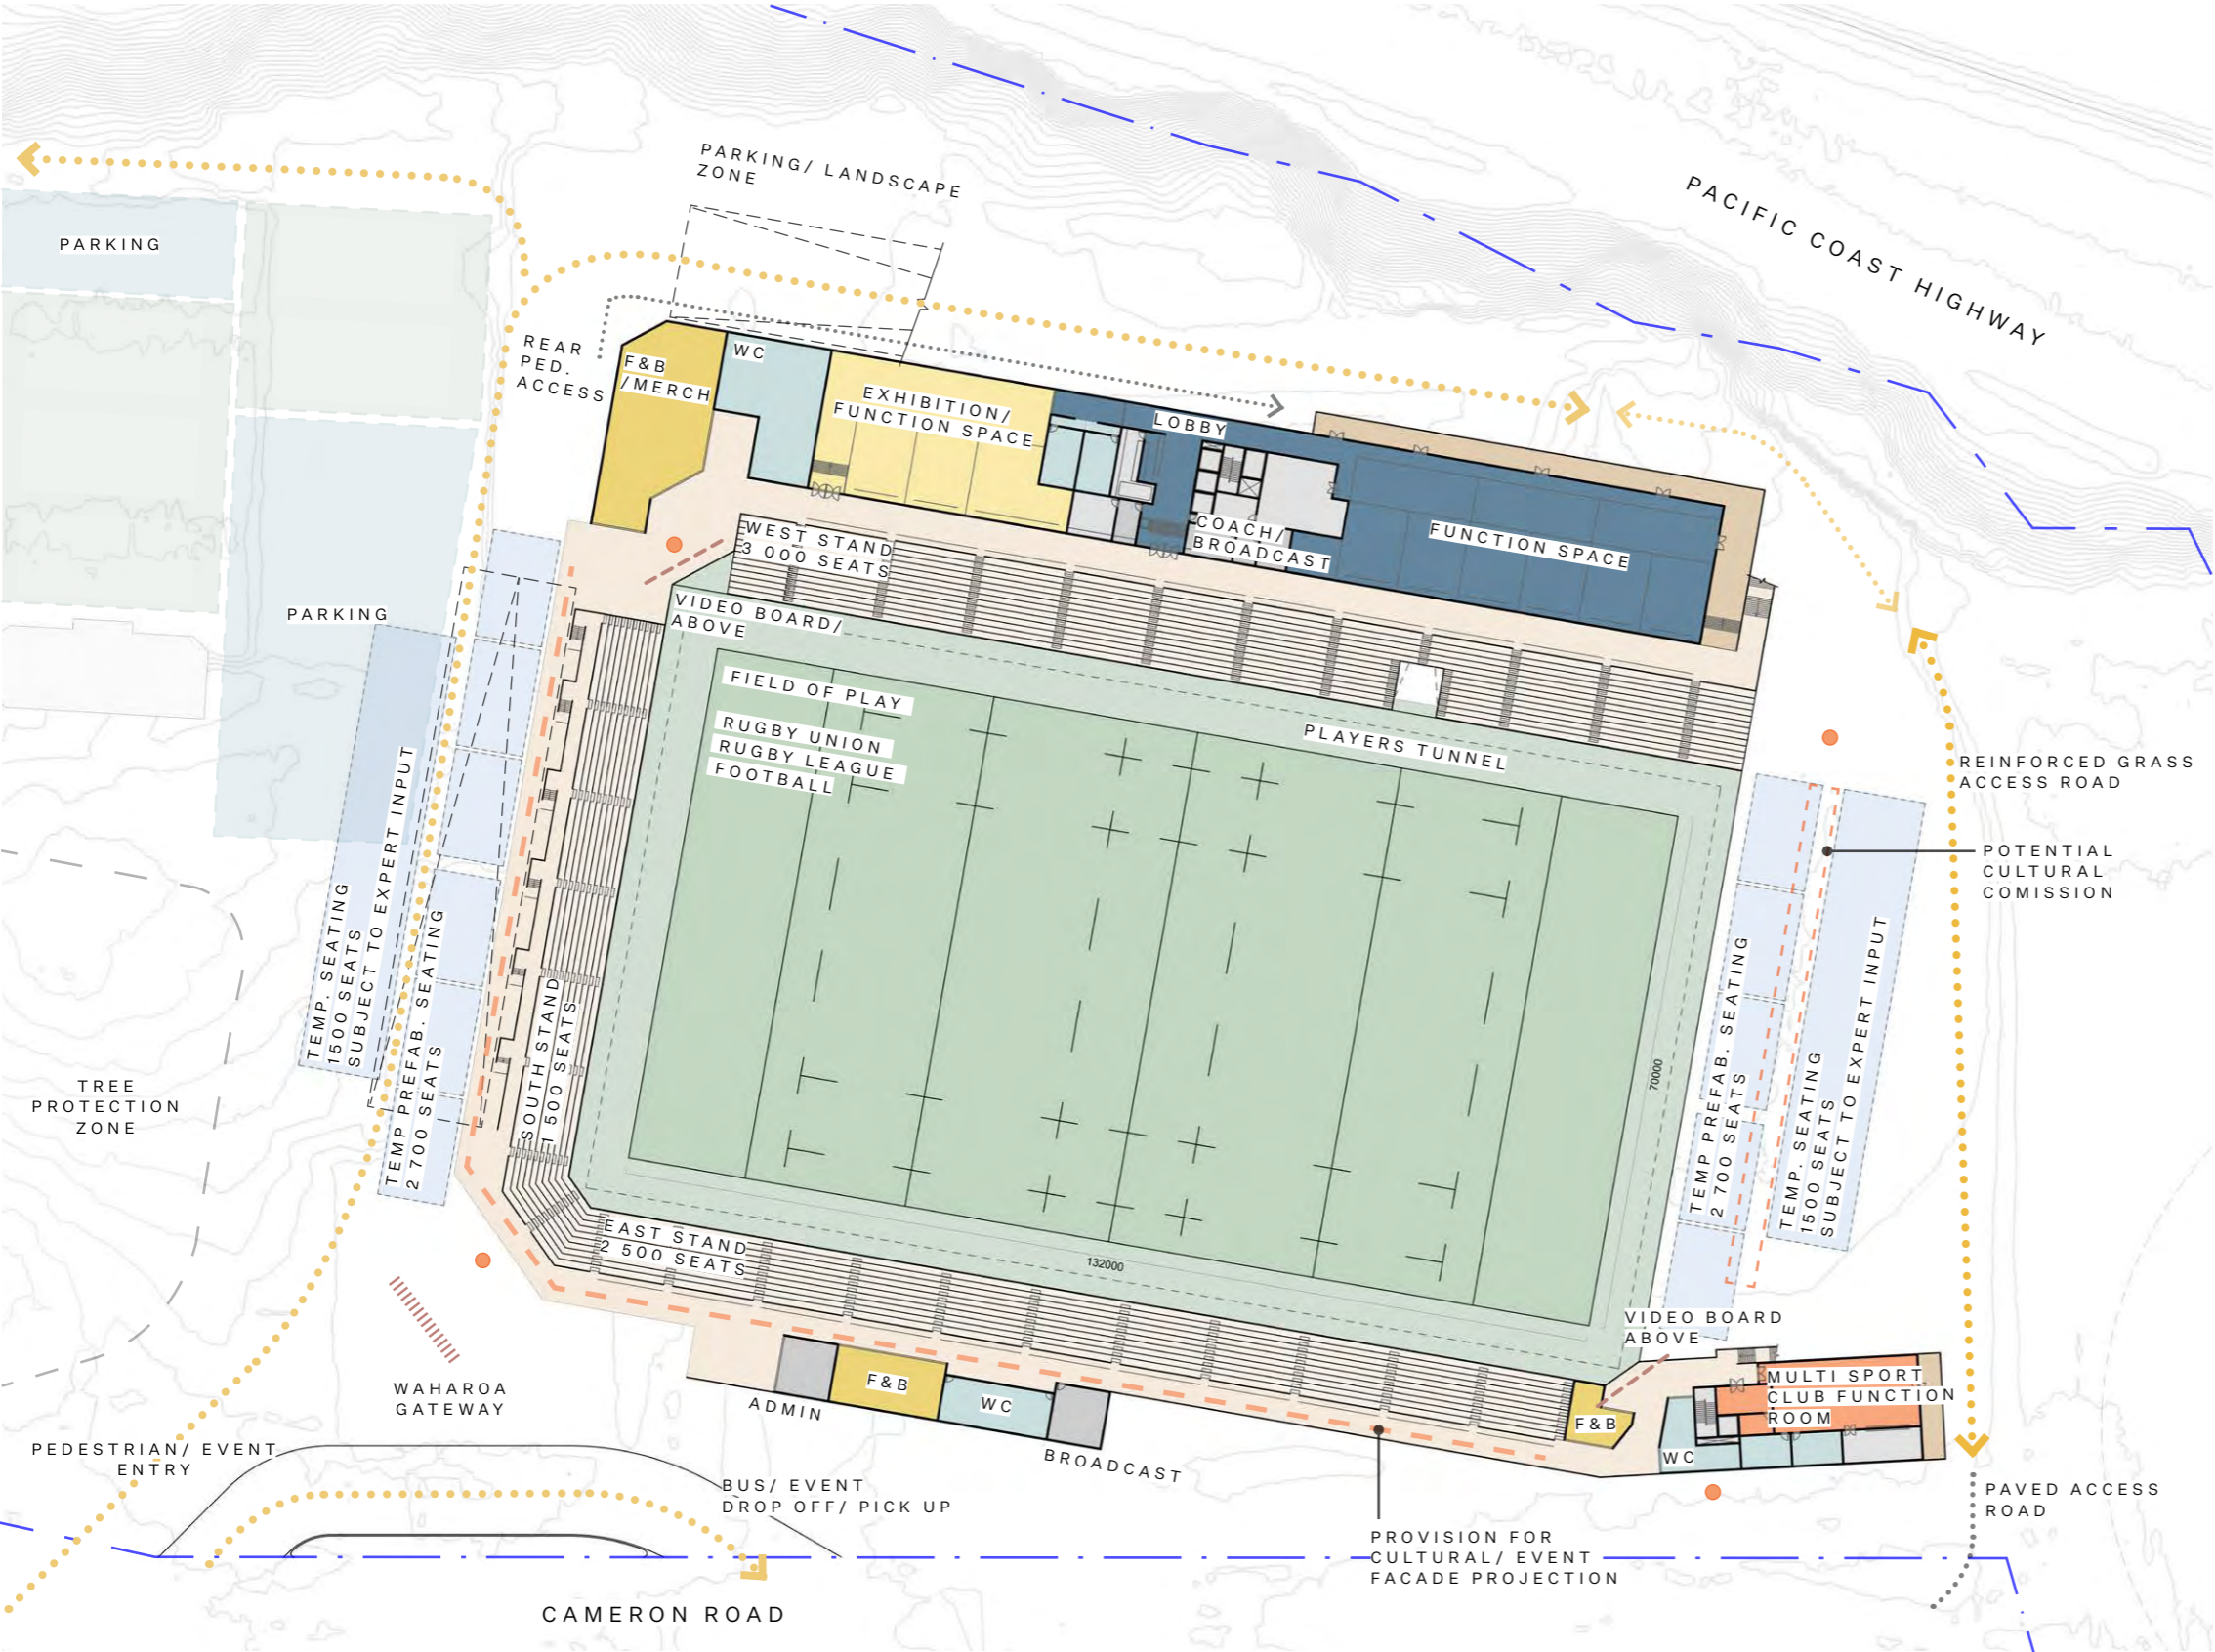 PACIFIC COAST HIGHWAY
PARKING/ LANDSCAPE
ZONE
PARKING
REAR
PED.
ACCESS
F&B
/MERCH
WC
EXHIBITION/
FUNCTION SPACE
LOBBY
COACH/
BROADCAST
FUNCTION SPACE
WEST STAND
3 000 SEATS
VIDEO BOARD/
ABOVE
PARKING
FIELD OF PLAY
RUGBY UNION
RUGBY LEAGUE
FOOTBALL
PLAYERS TUNNEL
REINFORCED GRASS
ACCESS ROAD
POTENTIAL
CULTURAL
COMISSION
TEMP. SEATING
1500 SEATS
SUBJECT TO EXPERT INPUT
TEMP PREFAB. SEATING
2 700 SEATS
SOUTH STAND
1 500 SEATS
TEMP PREFAB. SEATING
2 700 SEATS
TEMP. SEATING
1500 SEATS
SUBJECT TO EXPERT INPUT
70000
TREE
PROTECTION
ZONE
EAST STAND
2 500 SEATS
132000
VIDEO BOARD
ABOVE
MULTI SPORT
CLUB FUNCTION
ROOM
F&B
WC
WAHAROA
GATEWAY
ADMIN
F&B
WC
BROADCAST
PEDESTRIAN/ EVENT
ENTRY
BUS/ EVENT
DROP OFF/ PICK UP
PAVED ACCESS
ROAD
PROVISION FOR
CULTURAL/ EVENT
FACADE PROJECTION
CAMERON ROAD